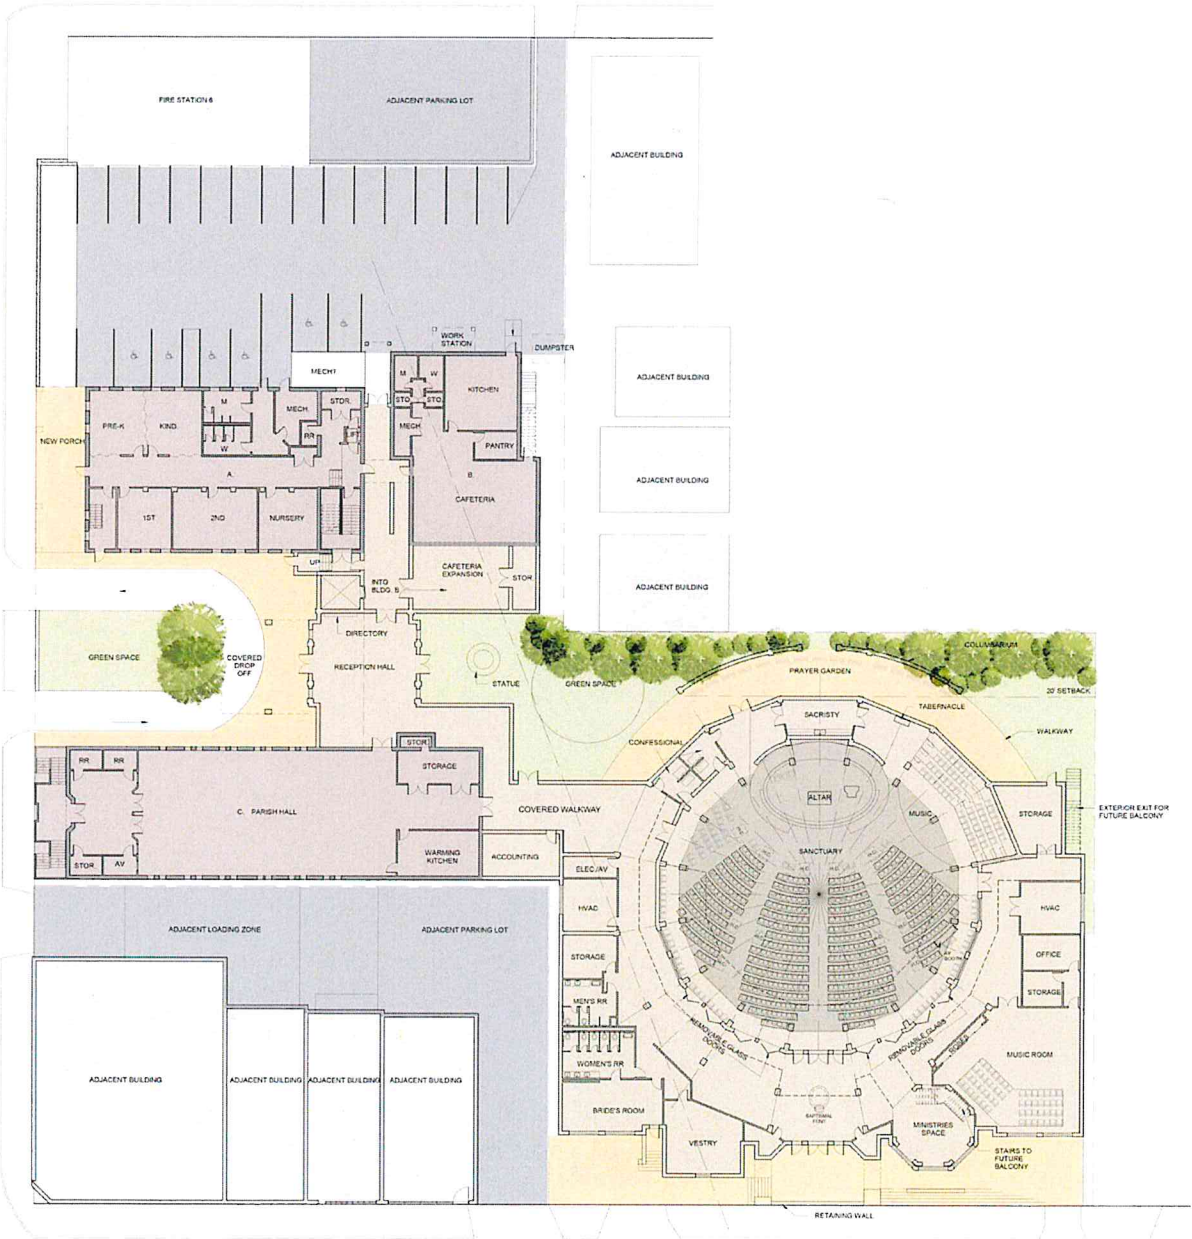 FIRE STATION 6
ADJACENT PARKING LOT
ADJACENT BUILDING
WORK
STATION
DUMPSTER
MECH?
ADJACENT BUILDING
M
W
KITCHEN
STO.
STO.
M
MECH.
STOR.
PRE-K
KIND.
MECH
RR
LIFT
NEW PORCH
W
PANTRY
A.
B.
CAFETERIA
ADJACENT BUILDING
1ST
2ND
NURSERY
UP
CAFETERIA
EXPANSION
STOR.
INTO
BLDG. B
ADJACENT BUILDING
DIRECTORY
GREEN SPACE
COVERED
DROP
OFF
RECEPTION HALL
STATUE
GREEN SPACE
COLUMBARIUM
PRAYER GARDEN
20' SETBACK
TABERNACLE
SACRISTY
WALKWAY
CONFESSIONAL
STOR.
RR
RR
STORAGE
ALTAR
MUSIC
STORAGE
EXTERIOR EXIT FOR
FUTURE BALCONY
C. PARISH HALL
COVERED WALKWAY
STOR.
AV
WARMING
KITCHEN
ACCOUNTING
SANCTUARY
ELEC./AV
HVAC
HVAC
ADJACENT LOADING ZONE
ADJACENT PARKING LOT
STORAGE
AV
BOOTH
OFFICE
STORAGE
MEN'S RR
REMOVABLE GLASS
DOORS
REMOVABLE GLASS
DOORS
WOMEN'S RR
MUSIC ROOM
ADJACENT BUILDING
ADJACENT BUILDING
ADJACENT BUILDING
ADJACENT BUILDING
BRIDE'S ROOM
BAPTISMAL
FONT
MINISTRIES
SPACE
VESTRY
STAIRS TO
FUTURE
BALCONY
RETAINING WALL